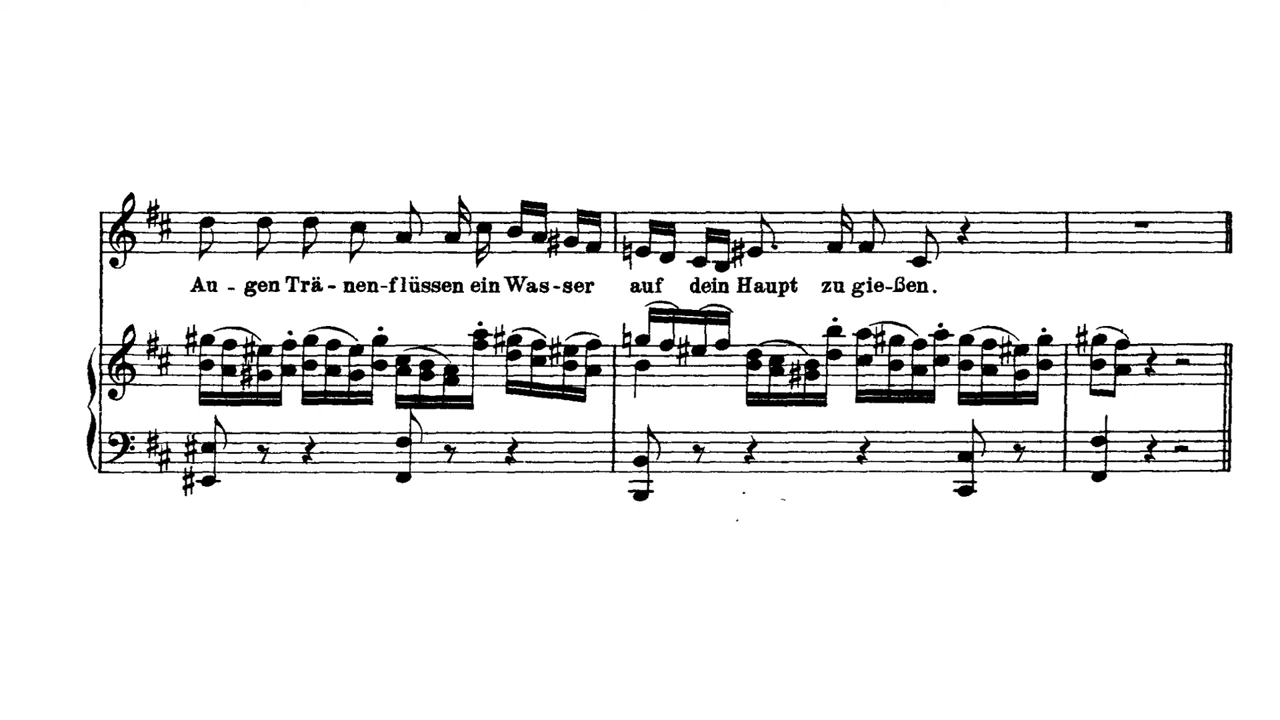 Au - gen Trä - nen-flüssen ein Was-ser auf dein Haupt zu gie-ßen.